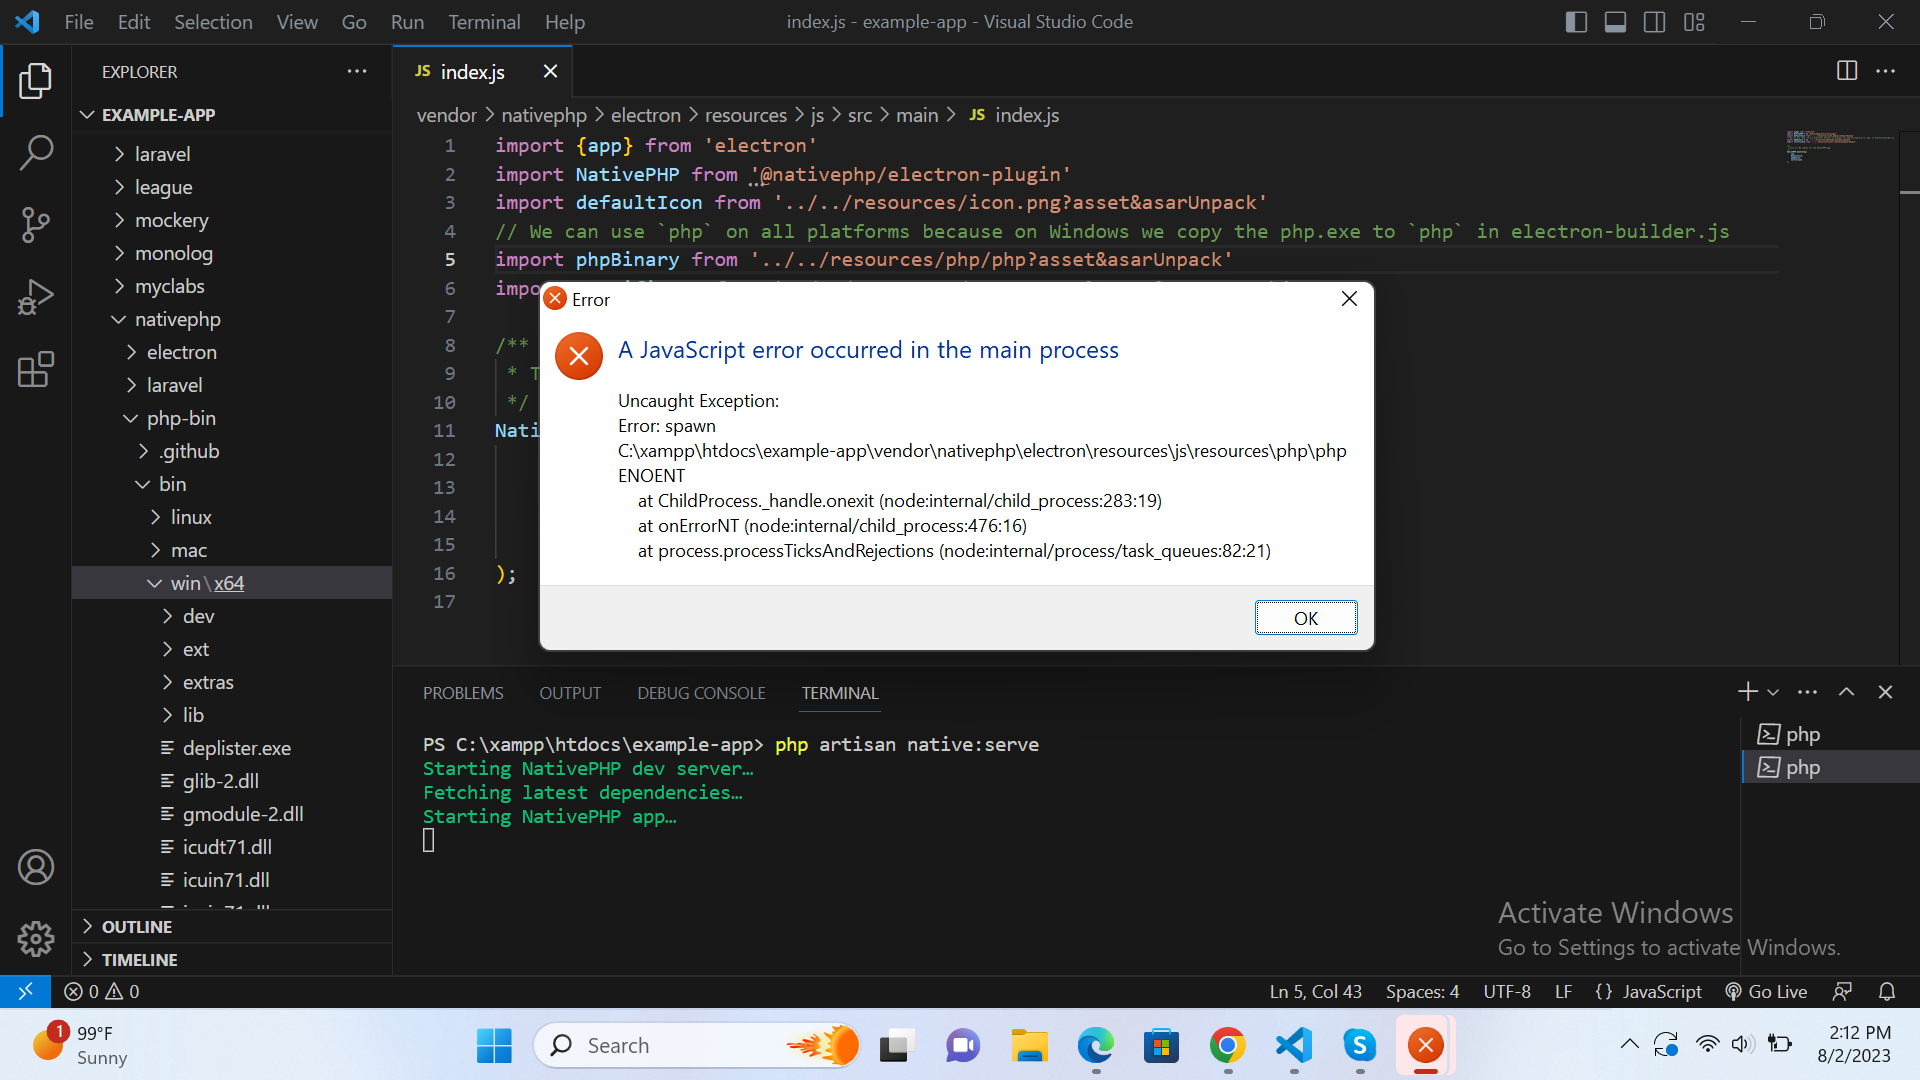 File Edit Selection View Go Run Terminal Help
index.js - example-app - Visual Studio Code
EXPLORER
EXAMPLE-APP
laravel
league
mockery
monolog
myclabs
nativephp
electron
laravel
php-bin
.github
bin
linux
mac
win\x64
dev
ext
extras
lib
deplister.exe
glib-2.dll
gmodule-2.dll
icudt71.dll
icuin71.dll
OUTLINE
TIMELINE
JS index.js
vendor > nativephp > electron > resources > js > src > main > JS index.js
1 import {app} from 'electron'
2 import NativePHP from '@nativephp/electron-plugin'
3 import defaultIcon from '../../resources/icon.png?asset&asarUnpack'
4 // We can use `php` on all platforms because on Windows we copy the php.exe to `php` in electron-builder.js
5 import phpBinary from '../../resources/php/php?asset&asarUnpack'
6 impo
7
8 /**
9 * T
10 */
11 Nati
12
13
14
15
16 );
17
Error
A JavaScript error occurred in the main process
Uncaught Exception:
Error: spawn
C:\xampp\htdocs\example-app\vendor\nativephp\electron\resources\js\resources\php\php
ENOENT
at ChildProcess._handle.onexit (node:internal/child_process:283:19)
at onErrorNT (node:internal/child_process:476:16)
at process.processTicksAndRejections (node:internal/process/task_queues:82:21)
OK
PROBLEMS OUTPUT DEBUG CONSOLE TERMINAL
PS C:\xampp\htdocs\example-app> php artisan native:serve
Starting NativePHP dev server…
Fetching latest dependencies…
Starting NativePHP app…
php
php
Activate Windows
Go to Settings to activate Windows.
0 0
Ln 5, Col 43 Spaces: 4 UTF-8 LF {} JavaScript Go Live
1 99°F
Sunny
Search
S
2:12 PM
8/2/2023